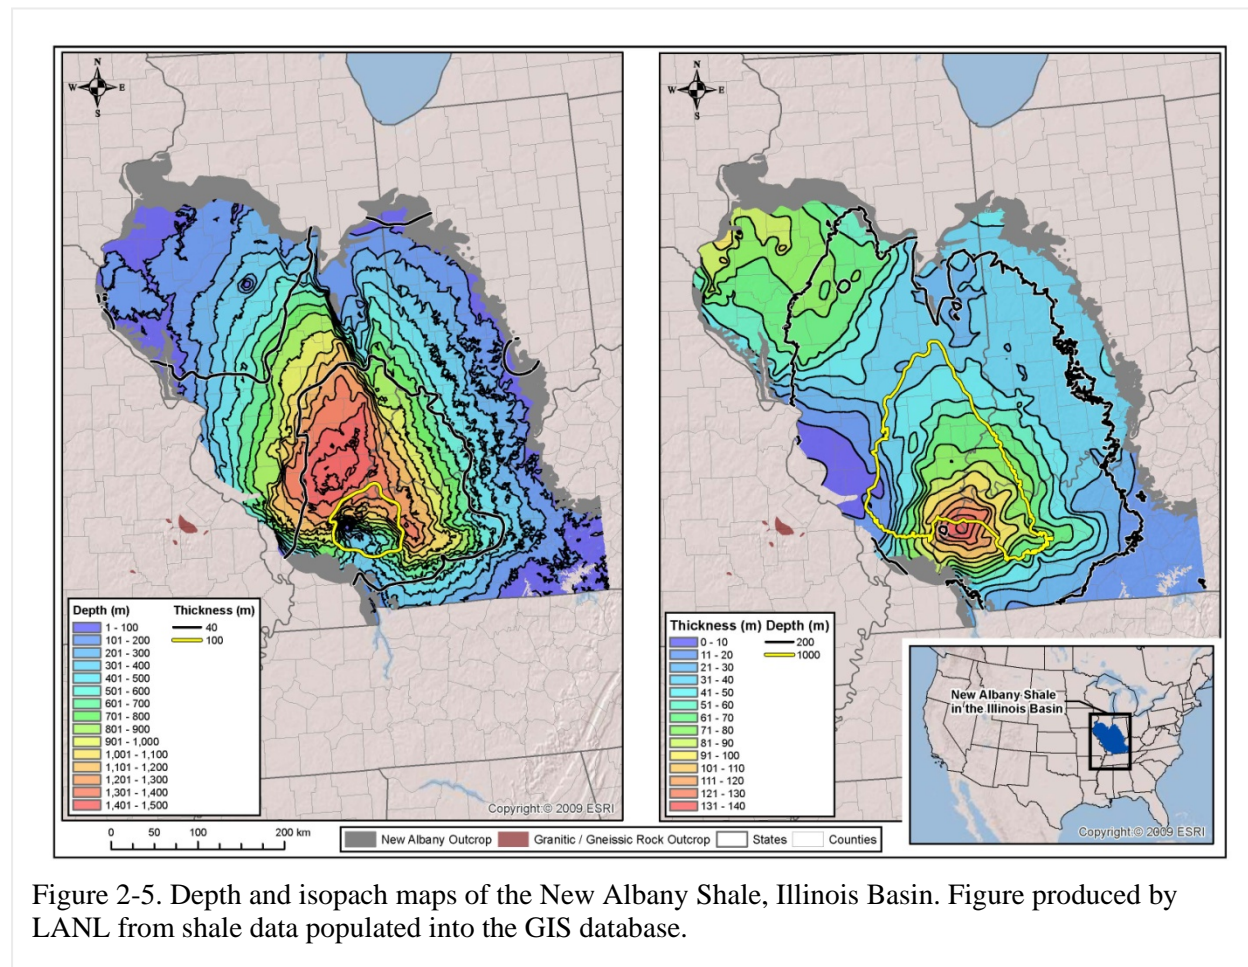 N
W E
S
N
W E
S
Depth (m) Thickness (m)
1 - 100 40
101 - 200 100
201 - 300
301 - 400
401 - 500
501 - 600
601 - 700
701 - 800
801 - 900
901 - 1,000
1,001 - 1,100
1,101 - 1,200
1,201 - 1,300
1,301 - 1,400
1,401 - 1,500
Copyright:© 2009 ESRI
Thickness (m) Depth (m)
0 - 10 200
11 - 20 1000
21 - 30
31 - 40
41 - 50
51 - 60
61 - 70
71 - 80
81 - 90
91 - 100
101 - 110
111 - 120
121 - 130
131 - 140
New Albany Shale
in the Illinois Basin
Copyright:© 2009 ESRI
0 50 100 200 km
New Albany Outcrop Granitic / Gneissic Rock Outcrop States Counties
Figure 2-5. Depth and isopach maps of the New Albany Shale, Illinois Basin. Figure produced by
LANL from shale data populated into the GIS database.